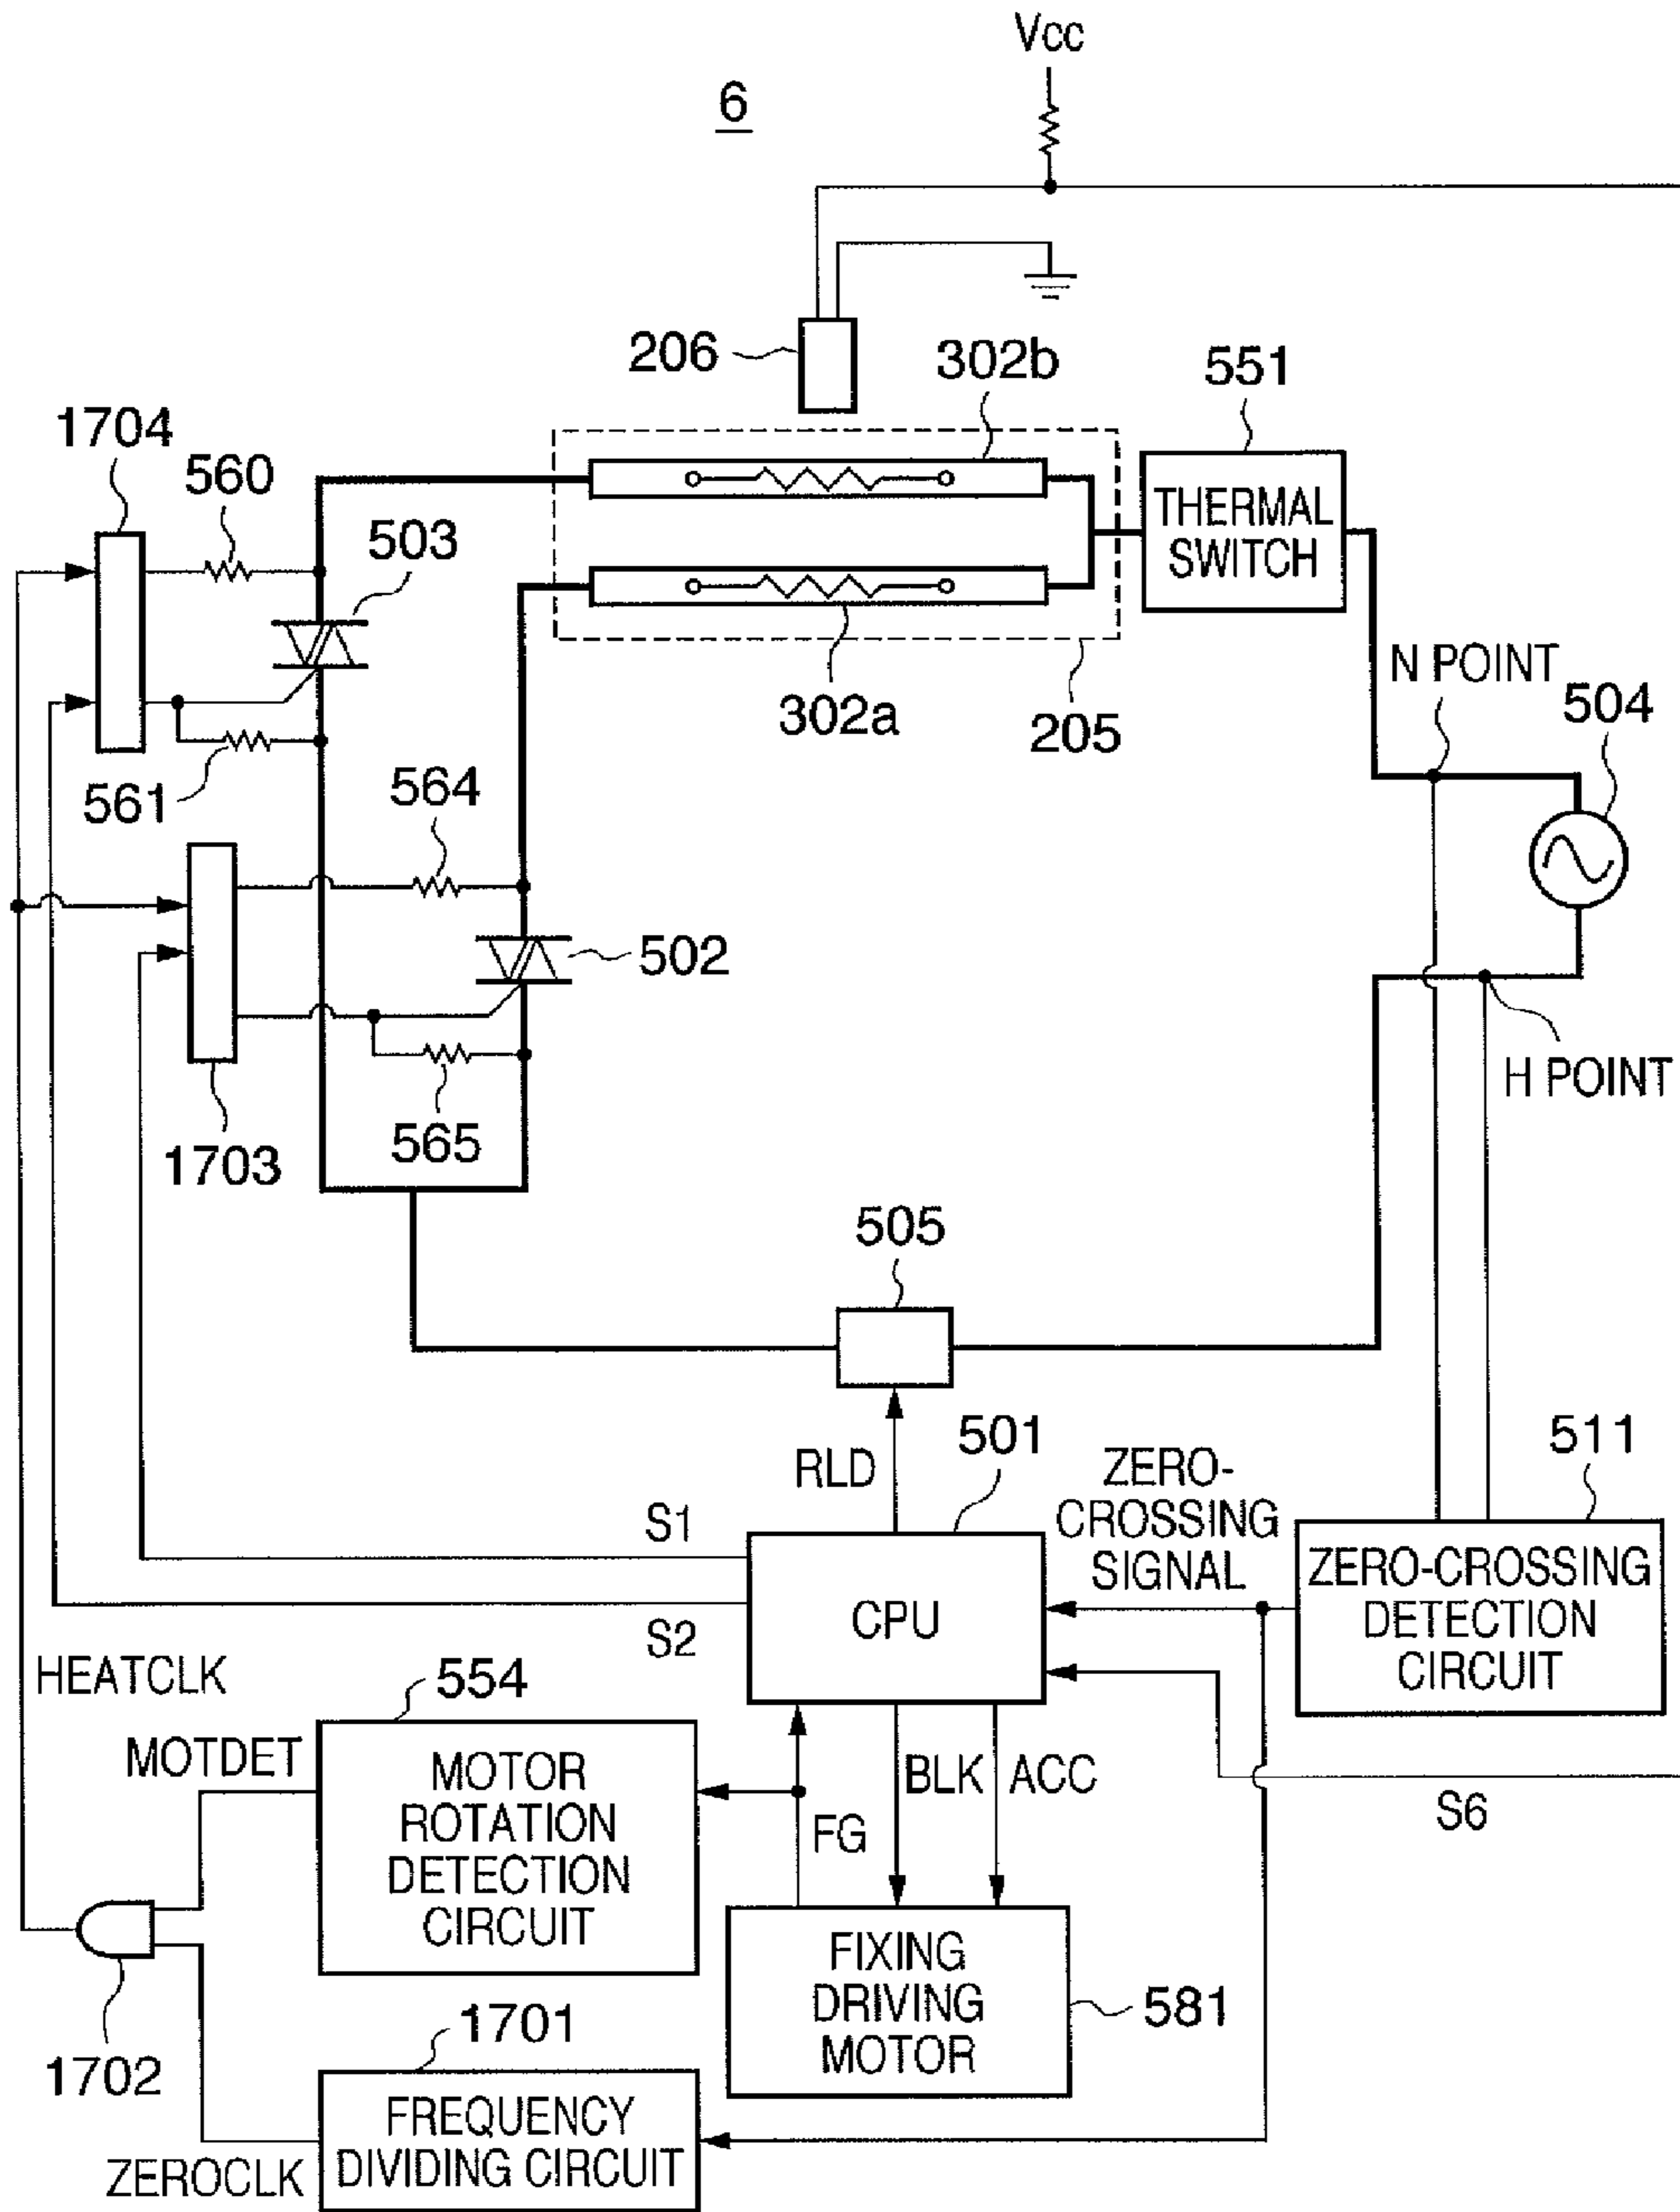 Vcc
6
206
302b
551
1704
560
503
THERMAL
SWITCH
N POINT
504
302a
205
561
564
502
H POINT
1703
565
505
501
511
RLD
ZERO-
CROSSING
SIGNAL
S1
CPU
ZERO-CROSSING
DETECTION
CIRCUIT
S2
HEATCLK
554
MOTDET
MOTOR
ROTATION
DETECTION
CIRCUIT
BLK
ACC
FG
S6
FIXING
DRIVING
MOTOR
581
1702
1701
FREQUENCY
DIVIDING CIRCUIT
ZEROCLK